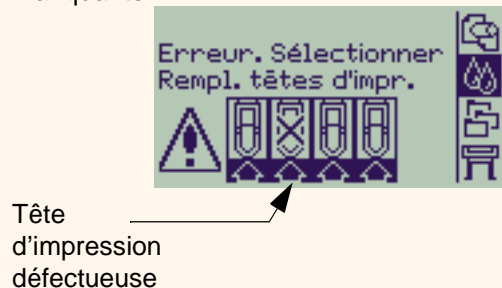 Erreur. Sélectionner
Rempl. têtes d'impr.
Tête
d'impression
défectueuse